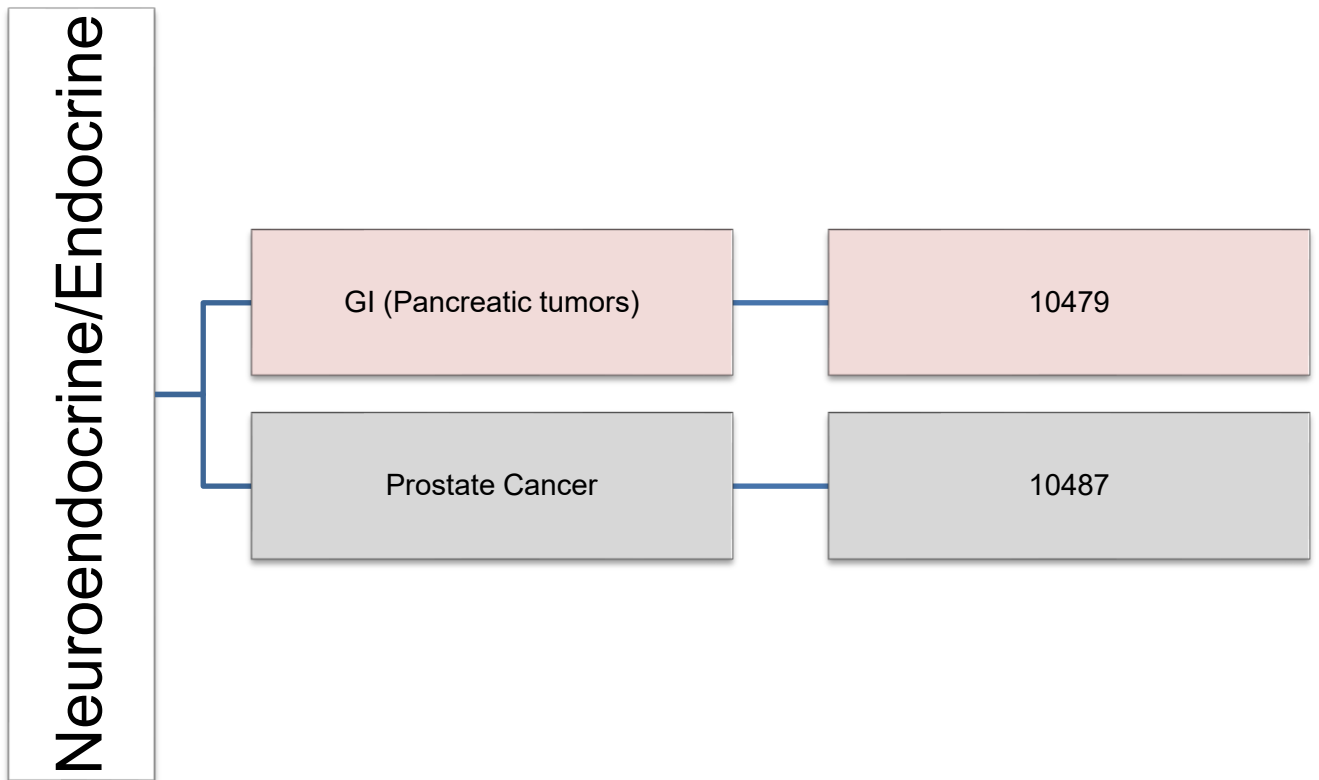 Neuroendocrine/Endocrine
GI (Pancreatic tumors)
10479
Prostate Cancer
10487